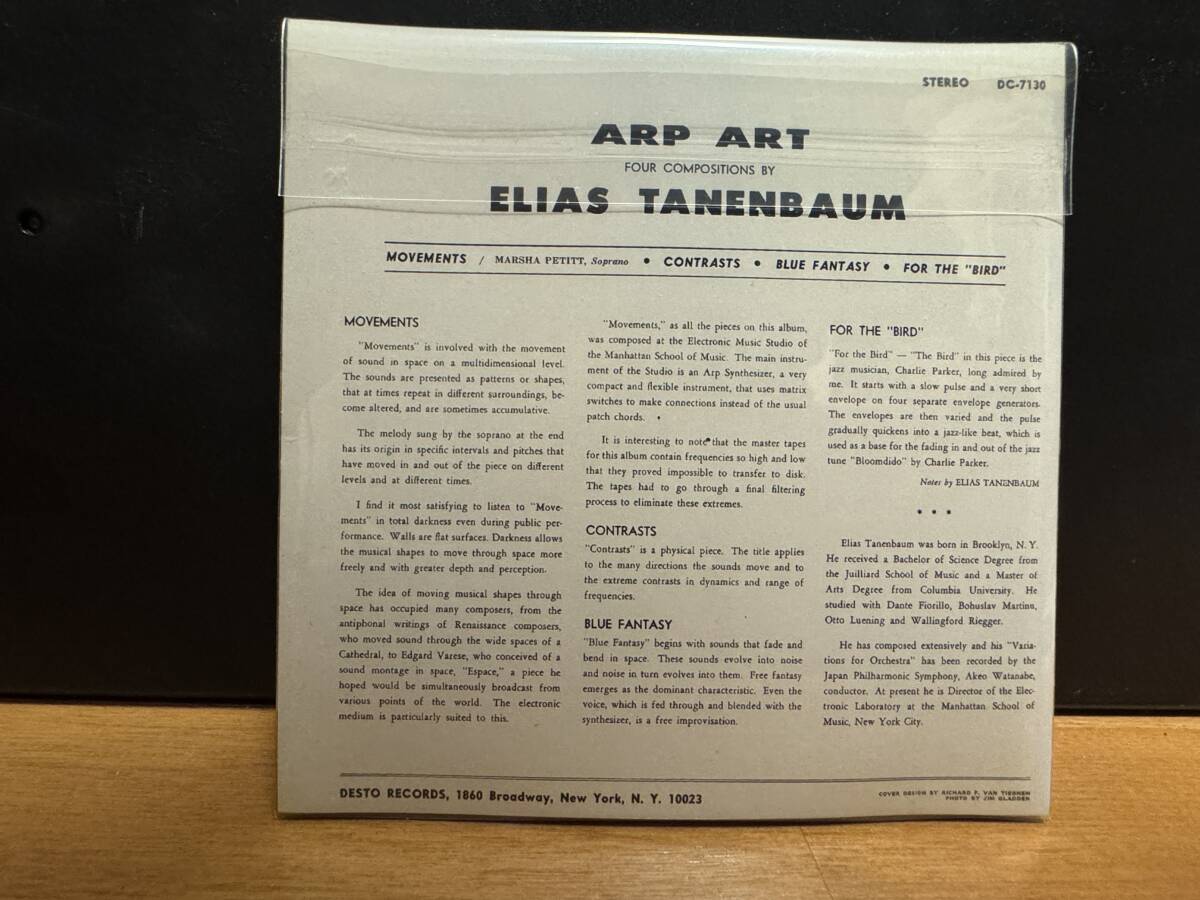 STEREO DC-7130
ARP ART
FOUR COMPOSITIONS BY
ELIAS TANENBAUM
MOVEMENTS / MARSHA PETITT, Soprano • CONTRASTS • BLUE FANTASY • FOR THE "BIRD"
MOVEMENTS
"Movements" is involved with the movement
of sound in space on a multidimensional level.
The sounds are presented as patterns or shapes,
that at times repeat in different surroundings, be-
come altered, and are sometimes accumulative.
The melody sung by the soprano at the end
has its origin in specific intervals and pitches that
have moved in and out of the piece on different
levels and at different times.
I find it most satisfying to listen to "Move-
ments" in total darkness even during public per-
formance. Walls are flat surfaces. Darkness allows
the musical shapes to move through space more
freely and with greater depth and perception.
The idea of moving musical shapes through
space has occupied many composers, from the
antiphonal writings of Renaissance composers,
who moved sound through the wide spaces of a
Cathedral, to Edgard Varese, who conceived of a
sound montage in space, "Espace," a piece he
hoped would be simultaneously broadcast from
various points of the world. The electronic
medium is particularly suited to this.
"Movements," as all the pieces on this album,
was composed at the Electronic Music Studio of
the Manhattan School of Music. The main instru-
ment of the Studio is an Arp Synthesizer, a very
compact and flexible instrument, that uses matrix
switches to make connections instead of the usual
patch chords.
It is interesting to note that the master tapes
for this album contain frequencies so high and low
that they proved impossible to transfer to disk.
The tapes had to go through a final filtering
process to eliminate these extremes.
CONTRASTS
"Contrasts" is a physical piece. The title applies
to the many directions the sounds move and to
the extreme contrasts in dynamics and range of
frequencies.
BLUE FANTASY
"Blue Fantasy" begins with sounds that fade and
bend in space. These sounds evolve into noise
and noise in turn evolves into them. Free fantasy
emerges as the dominant characteristic. Even the
voice, which is fed through and blended with the
synthesizer, is a free improvisation.
FOR THE "BIRD"
"For the Bird" — "The Bird" in this piece is the
jazz musician, Charlie Parker, long admired by
me. It starts with a slow pulse and a very short
envelope on four separate envelope generators.
The envelopes are then varied and the pulse
gradually quickens into a jazz-like beat, which is
used as a base for the fading in and out of the jazz
tune "Bloomdido" by Charlie Parker.
Notes by ELIAS TANENBAUM
• • •
Elias Tanenbaum was born in Brooklyn, N. Y.
He received a Bachelor of Science Degree from
the Juilliard School of Music and a Master of
Arts Degree from Columbia University. He
studied with Dante Fiorillo, Bohuslav Martinu,
Otto Luening and Wallingford Riegger.
He has composed extensively and his "Varia-
tions for Orchestra" has been recorded by the
Japan Philharmonic Symphony, Akeo Watanabe,
conductor. At present he is Director of the Elec-
tronic Laboratory at the Manhattan School of
Music, New York City.
DESTO RECORDS, 1860 Broadway, New York, N. Y. 10023
COVER DESIGN BY RICHARD P. VAN TIEGHEM
PHOTO BY JIM GLADDEN